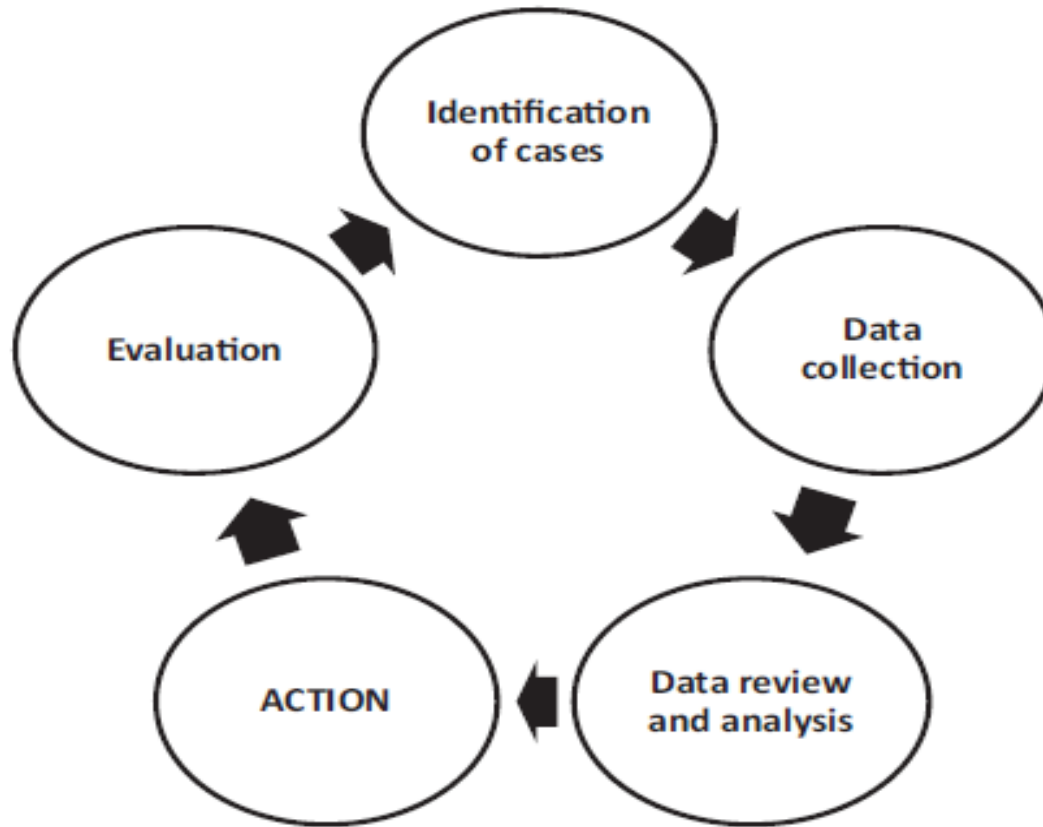 Identification
of cases
Data
collection
Data review
and analysis
ACTION
Evaluation